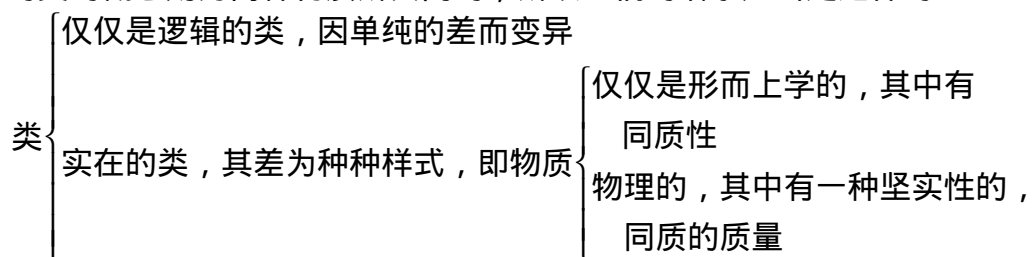 仅仅是逻辑的类，因单纯的差而变异
仅仅是形而上学的，其中有
类
同质性
实在的类，其差为种种样式，即物质
物理的，其中有一种坚实性的，
同质的质量